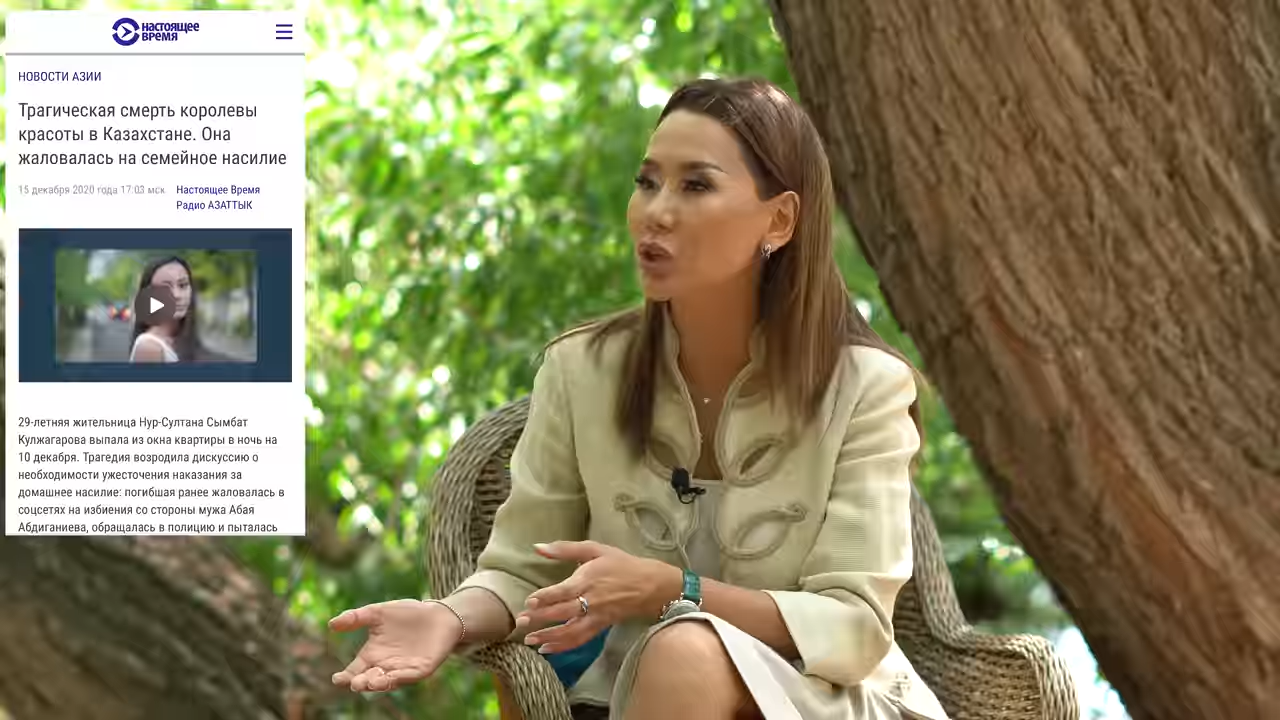 НАСТОЯЩЕЕ
ВРЕМЯ
НОВОСТИ АЗИИ
Трагическая смерть королевы
красоты в Казахстане. Она
жаловалась на семейное насилие
15 декабря 2020 года 17:03 мск Настоящее Время
Радио АЗАТТЫК
29-летняя жительница Нур-Султана Сымбат
Кулжагарова выпала из окна квартиры в ночь на
10 декабря. Трагедия возродила дискуссию о
необходимости ужесточения наказания за
домашнее насилие: погибшая ранее жаловалась в
соцсетях на избиения со стороны мужа Абая
Абдиганиева, обращалась в полицию и пыталась